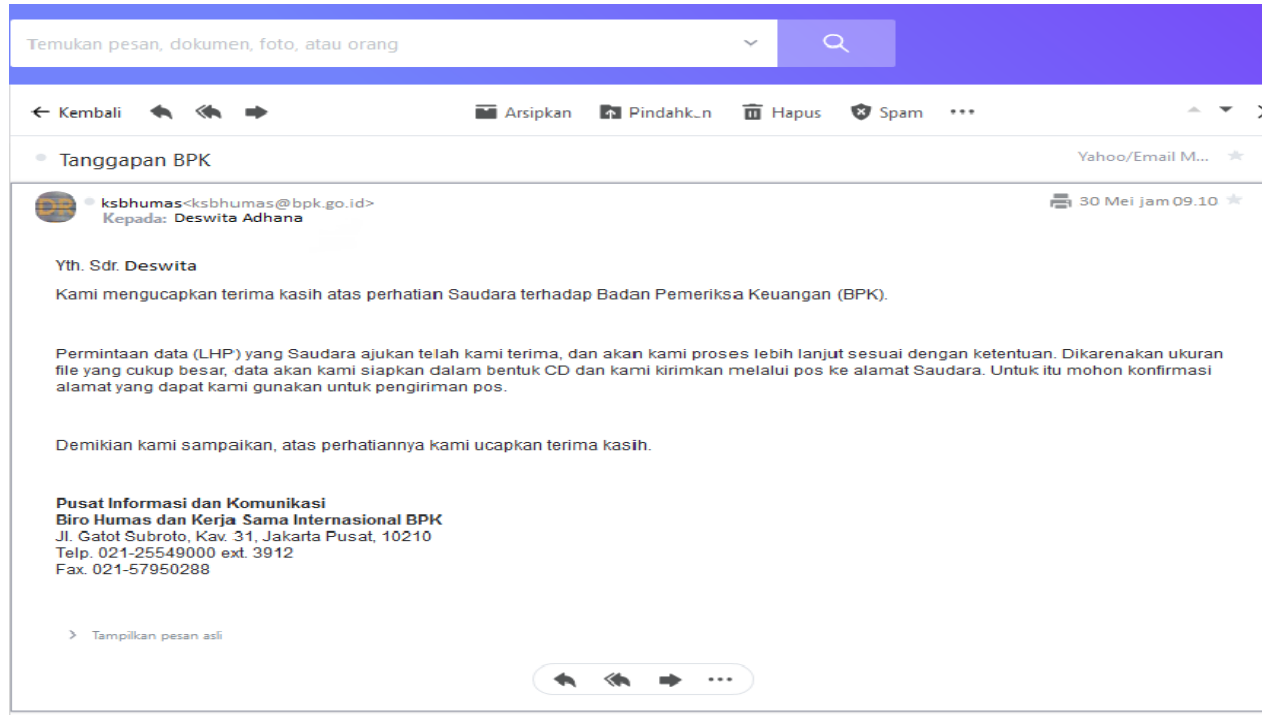 Temukan pesan, dokumen, foto, atau orang
Kembali Arsipkan Pindahk_n Hapus Spam
Tanggapan BPK Yahoo/Email M...
ksbhumas<ksbhumas@bpk.go.id> 30 Mei jam 09.10
Kepada: Deswita Adhana
Yth. Sdr. Deswita
Kami mengucapkan terima kasih atas perhatian Saudara terhadap Badan Pemeriksa Keuangan (BPK).
Permintaan data (LHP) yang Saudara ajukan telah kami terima, dan akan kami proses lebih lanjut sesuai dengan ketentuan. Dikarenakan ukuran
file yang cukup besar, data akan kami siapkan dalam bentuk CD dan kami kirimkan melalui pos ke alamat Saudara. Untuk itu mohon konfirmasi
alamat yang dapat kami gunakan untuk pengiriman pos.
Demikian kami sampaikan, atas perhatiannya kami ucapkan terima kasih.
Pusat Informasi dan Komunikasi
Biro Humas dan Kerja Sama Internasional BPK
Jl. Gatot Subroto, Kav. 31, Jakarta Pusat, 10210
Telp. 021-25549000 ext. 3912
Fax. 021-57950288
Tampilkan pesan asli